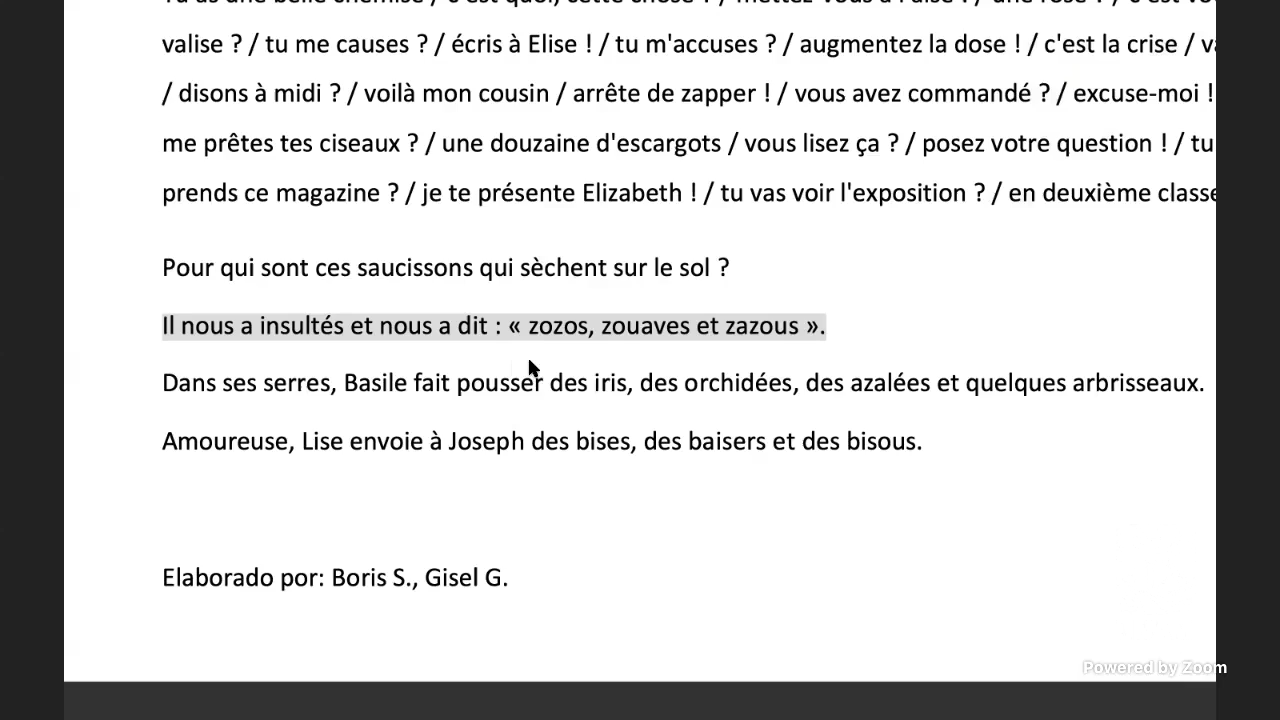 valise ? / tu me causes ? / écris à Elise ! / tu m'accuses ? / augmentez la dose ! / c'est la crise /
/ disons à midi ? / voilà mon cousin / arrête de zapper ! / vous avez commandé ? / excuse-moi !
me prêtes tes ciseaux ? / une douzaine d'escargots / vous lisez ça ? / posez votre question ! / tu
prends ce magazine ? / je te présente Elizabeth ! / tu vas voir l'exposition ? / en deuxième classe
Pour qui sont ces saucissons qui sèchent sur le sol ?
Il nous a insultés et nous a dit : « zozos, zouaves et zazous ».
Dans ses serres, Basile fait pousser des iris, des orchidées, des azalées et quelques arbrisseaux.
Amoureuse, Lise envoie à Joseph des bises, des baisers et des bisous.
Elaborado por: Boris S., Gisel G.
Powered by Zoom